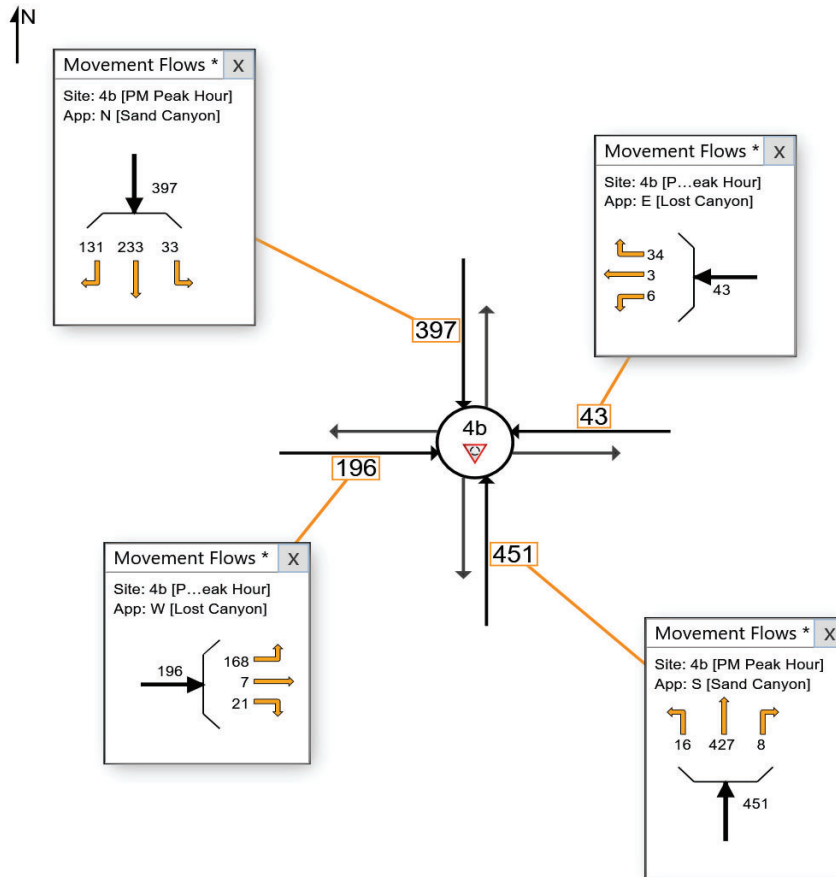 N
Movement Flows * X
Site: 4b [PM Peak Hour]
App: N [Sand Canyon]
397
131 233 33
Movement Flows * X
Site: 4b [P...eak Hour]
App: E [Lost Canyon]
34
3
6
43
397
4b
43
196
451
Movement Flows * X
Site: 4b [P...eak Hour]
App: W [Lost Canyon]
196
168
7
21
Movement Flows * X
Site: 4b [PM Peak Hour]
App: S [Sand Canyon]
16 427 8
451